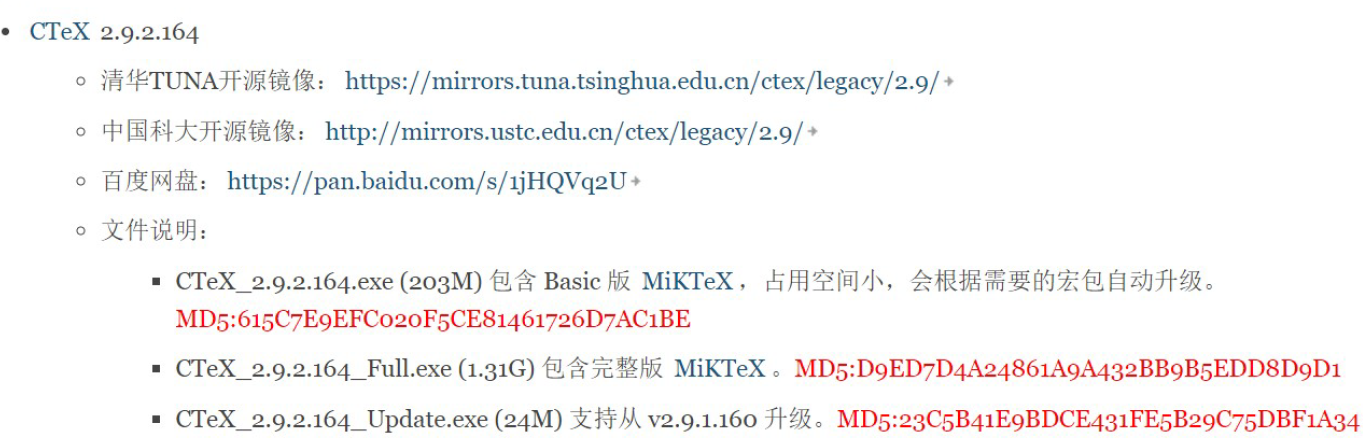 CTeX 2.9.2.164
清华TUNA开源镜像： https://mirrors.tuna.tsinghua.edu.cn/ctex/legacy/2.9/
中国科大开源镜像： http://mirrors.ustc.edu.cn/ctex/legacy/2.9/
百度网盘： https://pan.baidu.com/s/1jHQVq2U
文件说明：
CTeX_2.9.2.164.exe (203M) 包含 Basic 版 MiKTeX，占用空间小，会根据需要的宏包自动升级。
MD5:615C7E9EFC020F5CE81461726D7AC1BE
CTeX_2.9.2.164_Full.exe (1.31G) 包含完整版 MiKTeX。MD5:D9ED7D4A24861A9A432BB9B5EDD8D9D1
CTeX_2.9.2.164_Update.exe (24M) 支持从 v2.9.1.160 升级。MD5:23C5B41E9BDCE431FE5B29C75DBF1A34